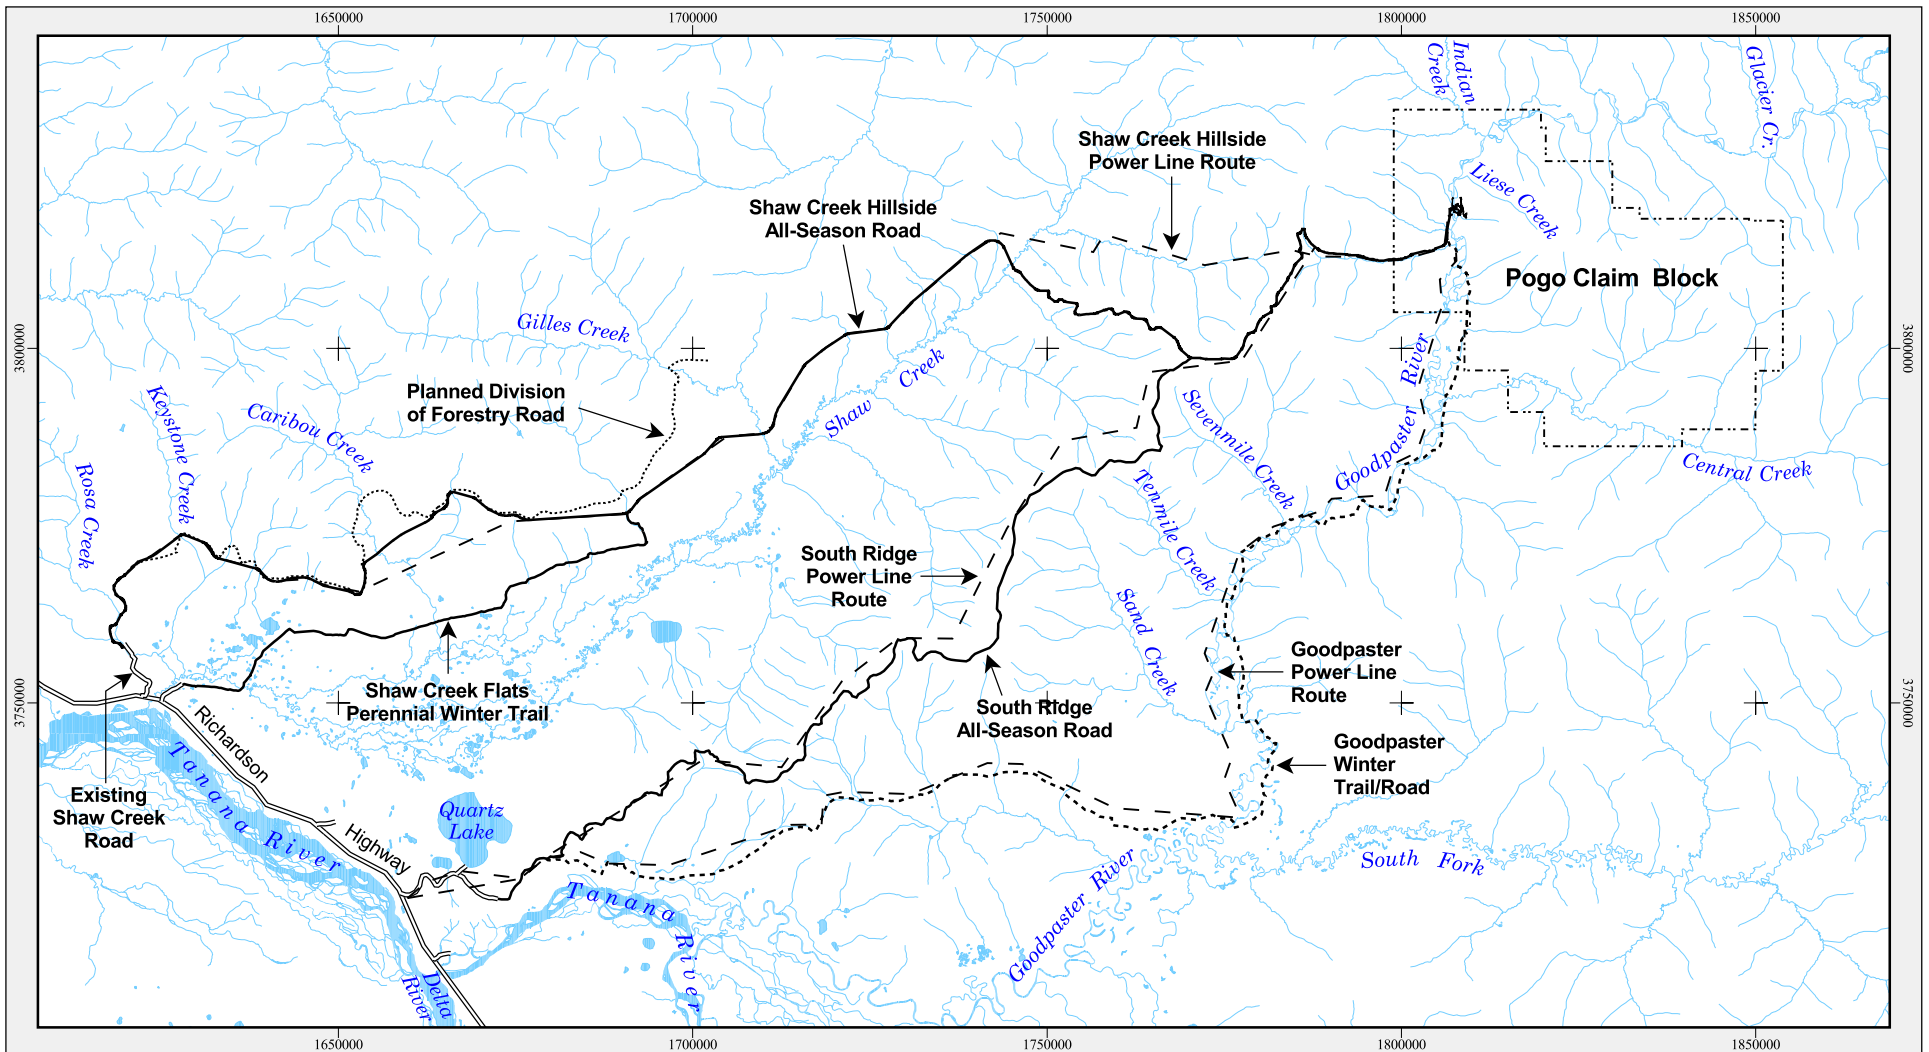 1650000
1700000
1750000
1800000
1850000
Indian
Creek
Glacier Cr.
Shaw Creek Hillside
Power Line Route
Liese Creek
Shaw Creek Hillside
All-Season Road
Pogo Claim Block
Gilles Creek
3800000
3800000
Shaw Creek
Planned Division
of Forestry Road
Keystone Creek
Caribou Creek
Rosa Creek
Sevenmile Creek
Goodpaster River
Central Creek
Tenmile Creek
South Ridge
Power Line
Route
Sand Creek
Goodpaster
Power Line
Route
Shaw Creek Flats
Perennial Winter Trail
South Ridge
All-Season Road
3750000
3750000
Goodpaster
Winter
Trail/Road
Richardson Highway
Existing
Shaw Creek
Road
Tanana River
Quartz
Lake
South Fork
Goodpaster River
Tanana River
Delta
River
1650000
1700000
1750000
1800000
1850000